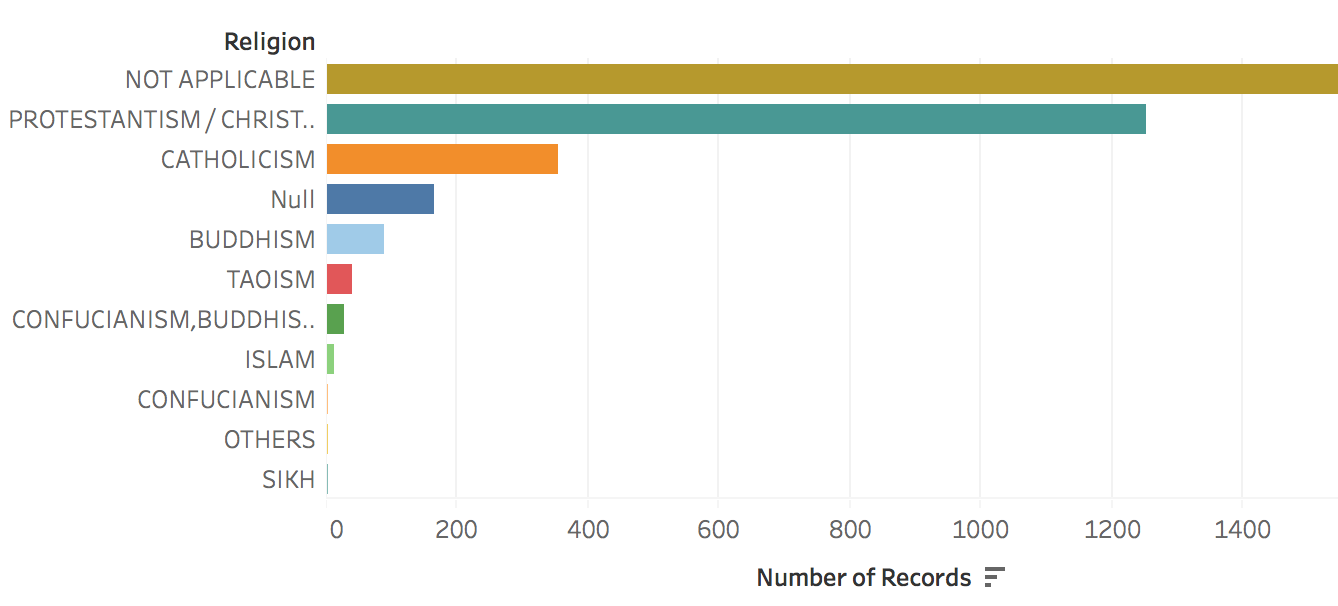 Religion
NOT APPLICABLE
PROTESTANTISM / CHRIST..
CATHOLICISM
Null
BUDDHISM
TAOISM
CONFUCIANISM,BUDDHIS..
ISLAM
CONFUCIANISM
OTHERS
SIKH
0 200 400 600 800 1000 1200 1400
Number of Records